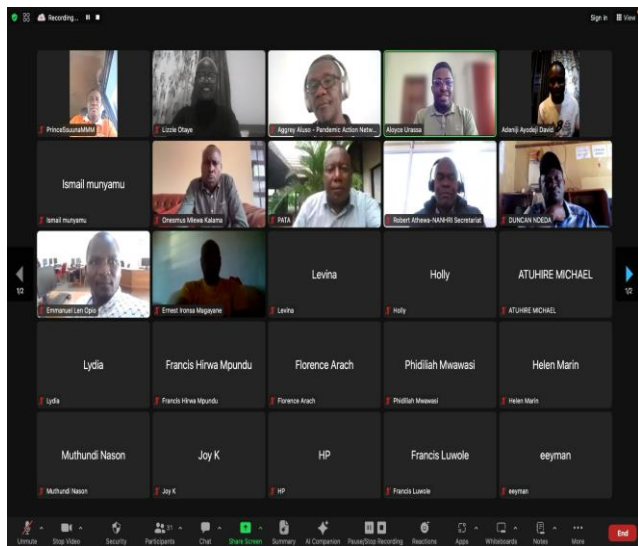 Recording...
Sign in
View
PrinceSsuunaMMM
Lizzie Otaye
Aggrey Aluso - Pandemic Action Netw...
Aloyce Urassa
Adeniji Ayodeji David
Ismail munyamu
Ismail munyamu
Onesmus Mlewa Kalama
PATA
Robert Athewa-NANHRI Secretariat
DUNCAN NDEDA
1/2
1/2
Emmanuel Len Opio
Ernest Ironsa Magayane
Levina
Levina
Holly
Holly
ATUHIRE MICHAEL
ATUHIRE MICHAEL
Lydia
Lydia
Francis Hirwa Mpundu
Francis Hirwa Mpundu
Florence Arach
Florence Arach
Phidiliah Mwawasi
Phidiliah Mwawasi
Helen Marin
Helen Marin
Muthundi Nason
Muthundi Nason
Joy K
Joy K
HP
HP
Francis Luwole
Francis Luwole
eeyman
eeyman
Unmute
Stop Video
Security
Participants
31
Chat
Share Screen
Summary
AI Companion
Pause/Stop Recording
Reactions
Apps
Whiteboards
Notes
More
End